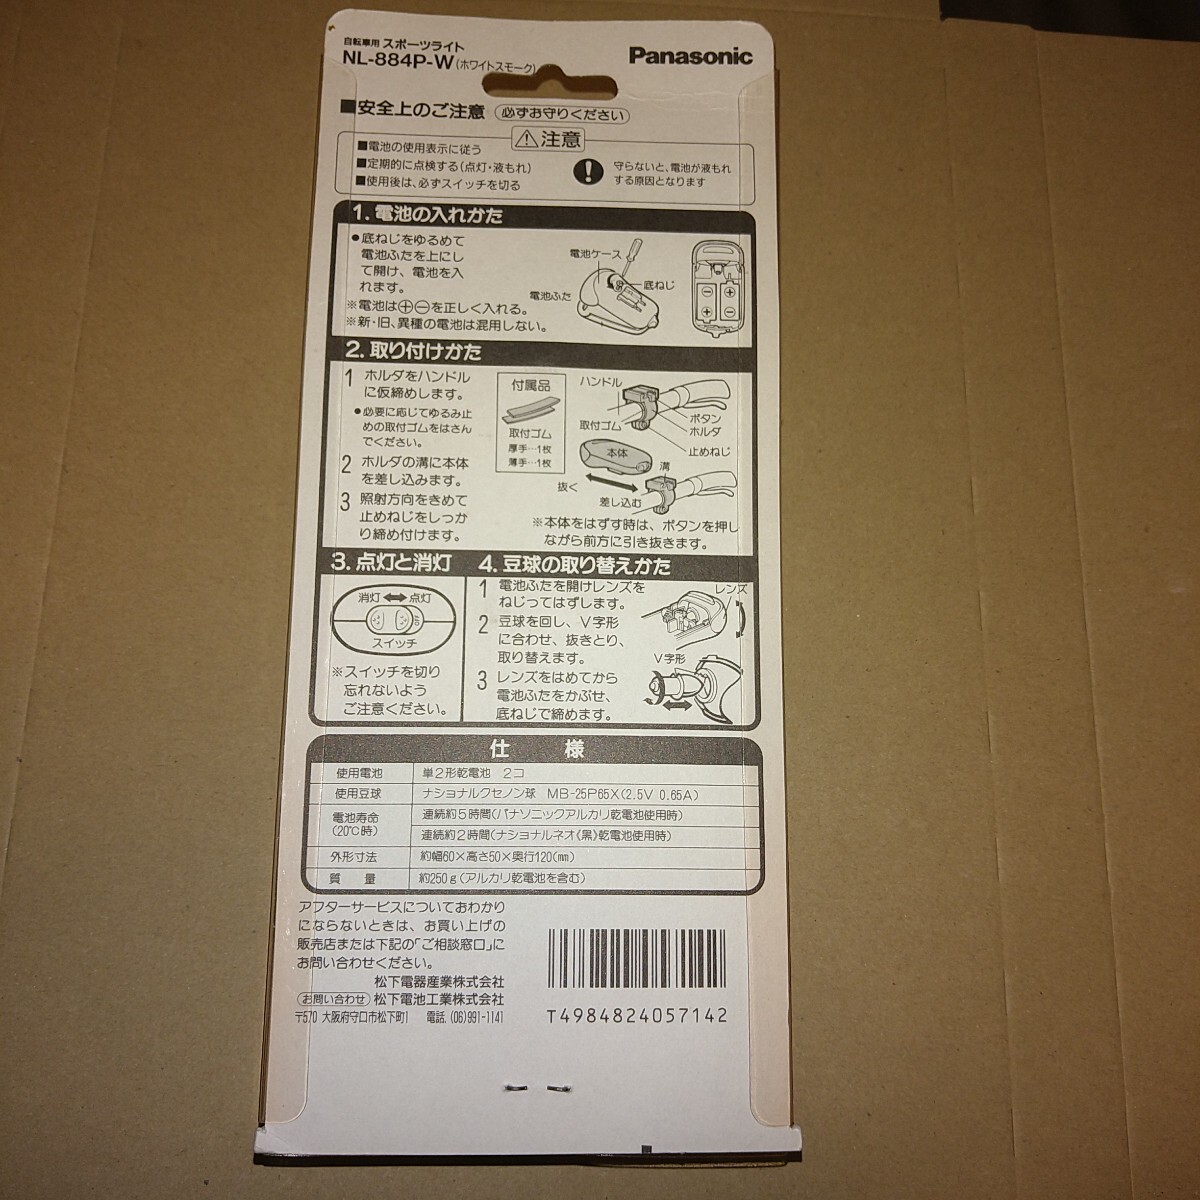 自転車用 スポーツライト
NL-884P-W(ホワイトスモーク)
Panasonic
■安全上のご注意 必ずお守りください
⚠注意
■電池の使用表示に従う
■定期的に点検する(点灯・液もれ)
■使用後は、必ずスイッチを切る
守らないと、電池が液もれ
する原因となります
1. 電池の入れかた
●底ねじをゆるめて
電池ふたを上にし
て開け、電池を入
れます。
※電池は⊕⊖を正しく入れる。
※新・旧、異種の電池は混用しない。
電池ケース
底ねじ
電池ふた
2. 取り付けかた
1 ホルダをハンドル
に仮締めします。
●必要に応じてゆるみ止
めの取付ゴムをはさん
でください。
2 ホルダの溝に本体
を差し込みます。
3 照射方向をきめて
止めねじをしっか
り締め付けます。
付属品
取付ゴム
厚手…1枚
薄手…1枚
ハンドル
ボタン
取付ゴム
ホルダ
止めねじ
本体
溝
抜く
差し込む
※本体をはずす時は、ボタンを押し
ながら前方に引き抜きます。
3. 点灯と消灯
消灯⇔点灯
スイッチ
※スイッチを切り
忘れないよう
ご注意ください。
4. 豆球の取り替えかた
1 電池ふたを開けレンズを
ねじってはずします。
2 豆球を回し、V字形
に合わせ、抜きとり、
取り替えます。
3 レンズをはめてから
電池ふたをかぶせ、
底ねじで締めます。
レンズ
V字形
仕 様
使用電池 単2形乾電池 2コ
使用豆球 ナショナルクセノン球 MB-25P65X(2.5V 0.65A)
電池寿命
(20℃時)
連続約5時間(パナソニックアルカリ乾電池使用時)
連続約2時間(ナショナルネオ《黒》乾電池使用時)
外形寸法 約幅60×高さ50×奥行120(㎜)
質 量 約250g(アルカリ乾電池を含む)
アフターサービスについておわかり
にならないときは、お買い上げの
販売店または下記の「ご相談窓口」に
お問い合わせください。
松下電器産業株式会社
お問い合わせ 松下電池工業株式会社
〒570 大阪府守口市松下町1 電話.(06)991-1141
T4984824057142